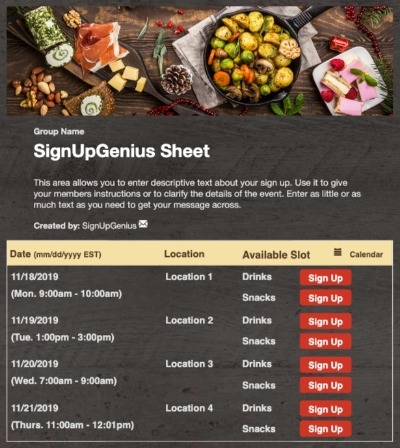 Group Name
SignUpGenius Sheet
This area allows you to enter descriptive text about your sign up. Use it to give
your members instructions or to clarify the details of the event. Enter as little or as
much text as you need to get your message across.
Created by: SignUpGenius
Date (mm/dd/yyyy EST) Location Available Slot Calendar
11/18/2019 Location 1 Drinks Sign Up
(Mon. 9:00am - 10:00am) Snacks Sign Up
11/19/2019 Location 2 Drinks Sign Up
(Tue. 1:00pm - 3:00pm) Snacks Sign Up
11/20/2019 Location 3 Drinks Sign Up
(Wed. 7:00am - 9:00am) Snacks Sign Up
11/21/2019 Location 4 Drinks Sign Up
(Thurs. 11:00am - 12:01pm) Snacks Sign Up